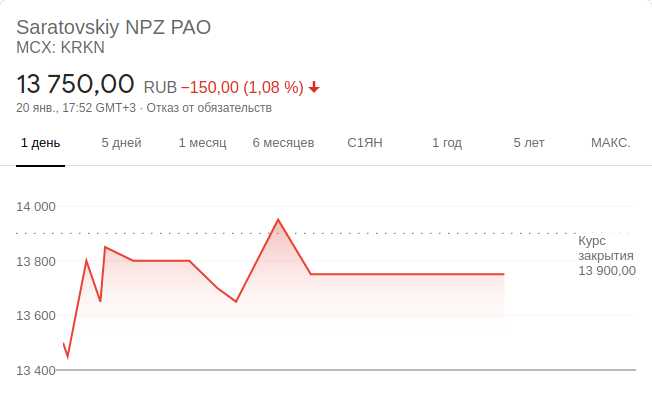 Saratovskiy NPZ PAO
MCX: KRKN
13 750,00 RUB −150,00 (1,08 %)
20 янв., 17:52 GMT+3 · Отказ от обязательств
1 день 5 дней 1 месяц 6 месяцев С1ЯН 1 год 5 лет МАКС.
14 000
Курс
закрытия
13 900,00
13 800
13 600
13 400